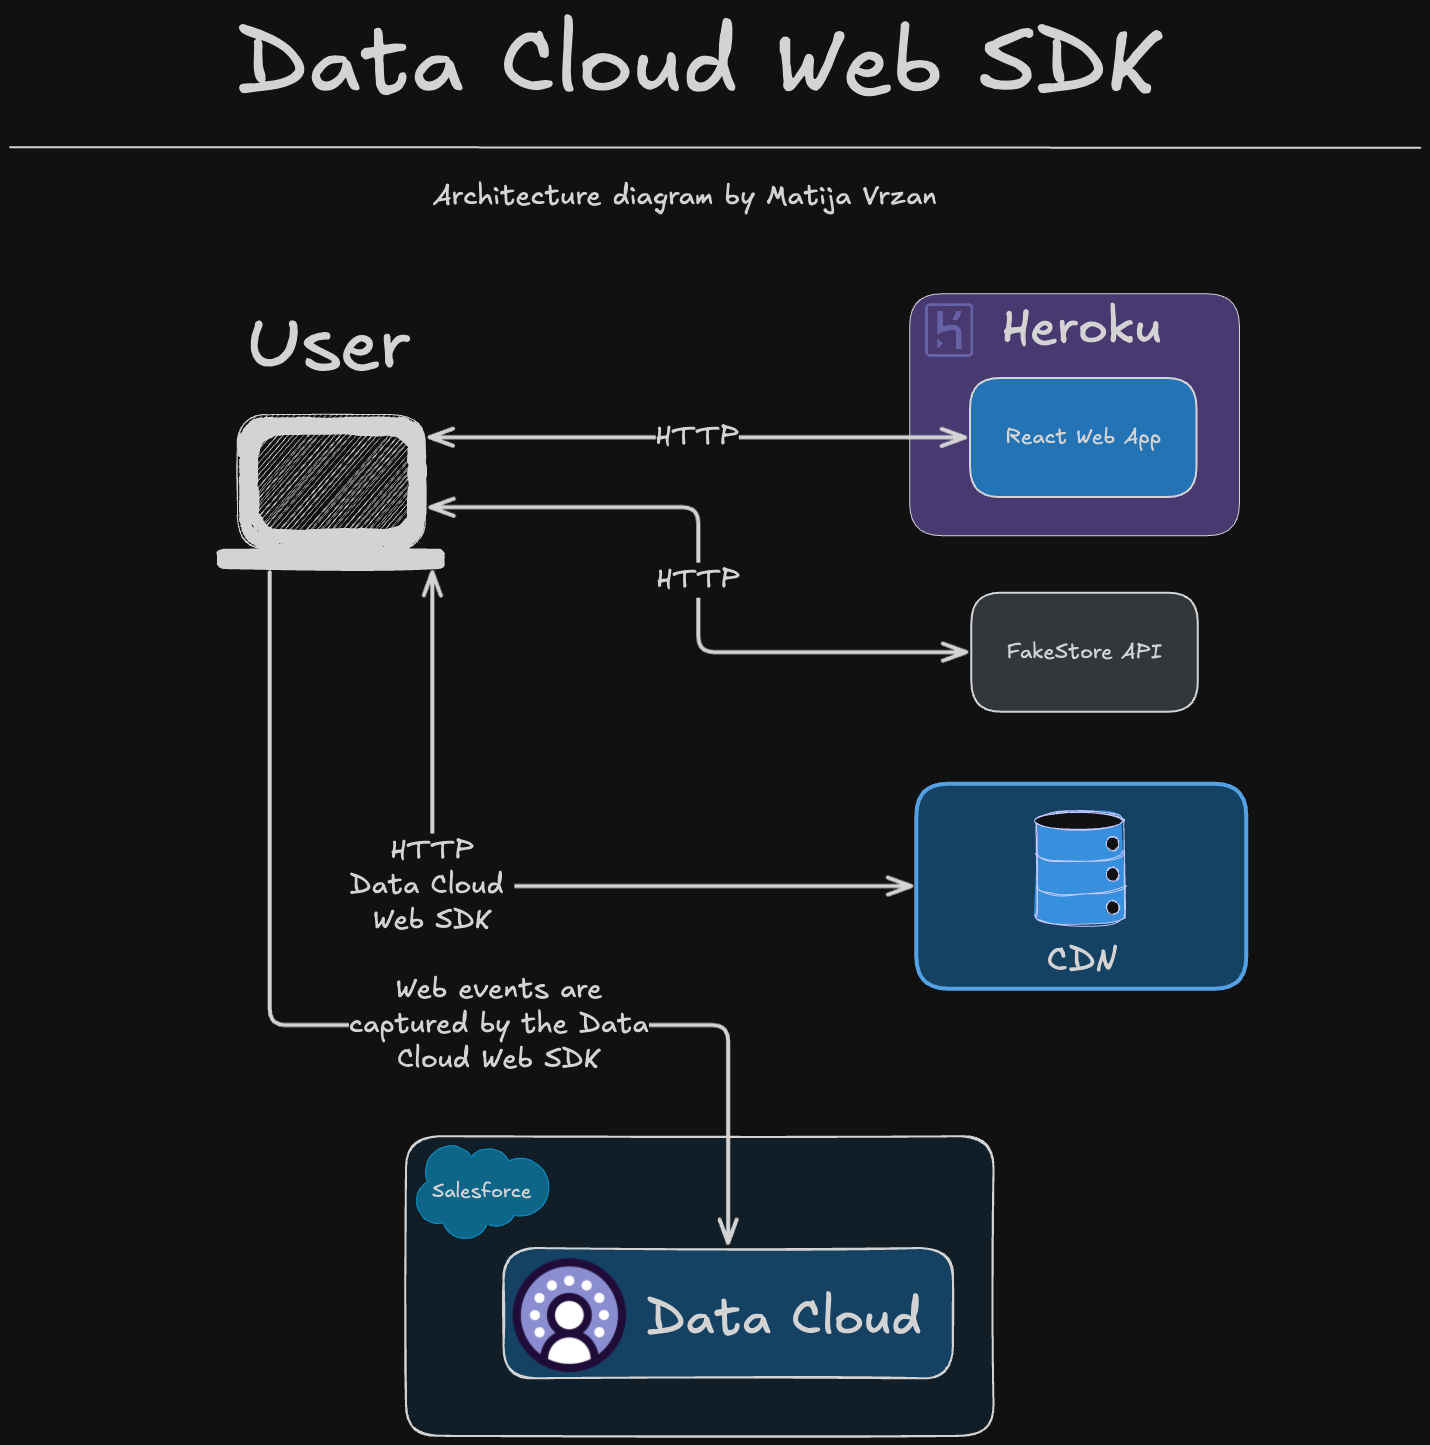 Data Cloud Web SDK
Architecture diagram by Matija Vrzan
User
Heroku
HTTP
React Web App
HTTP
FakeStore API
HTTP
Data Cloud
Web SDK
CDN
Web events are
captured by the Data
Cloud Web SDK
Salesforce
Data Cloud